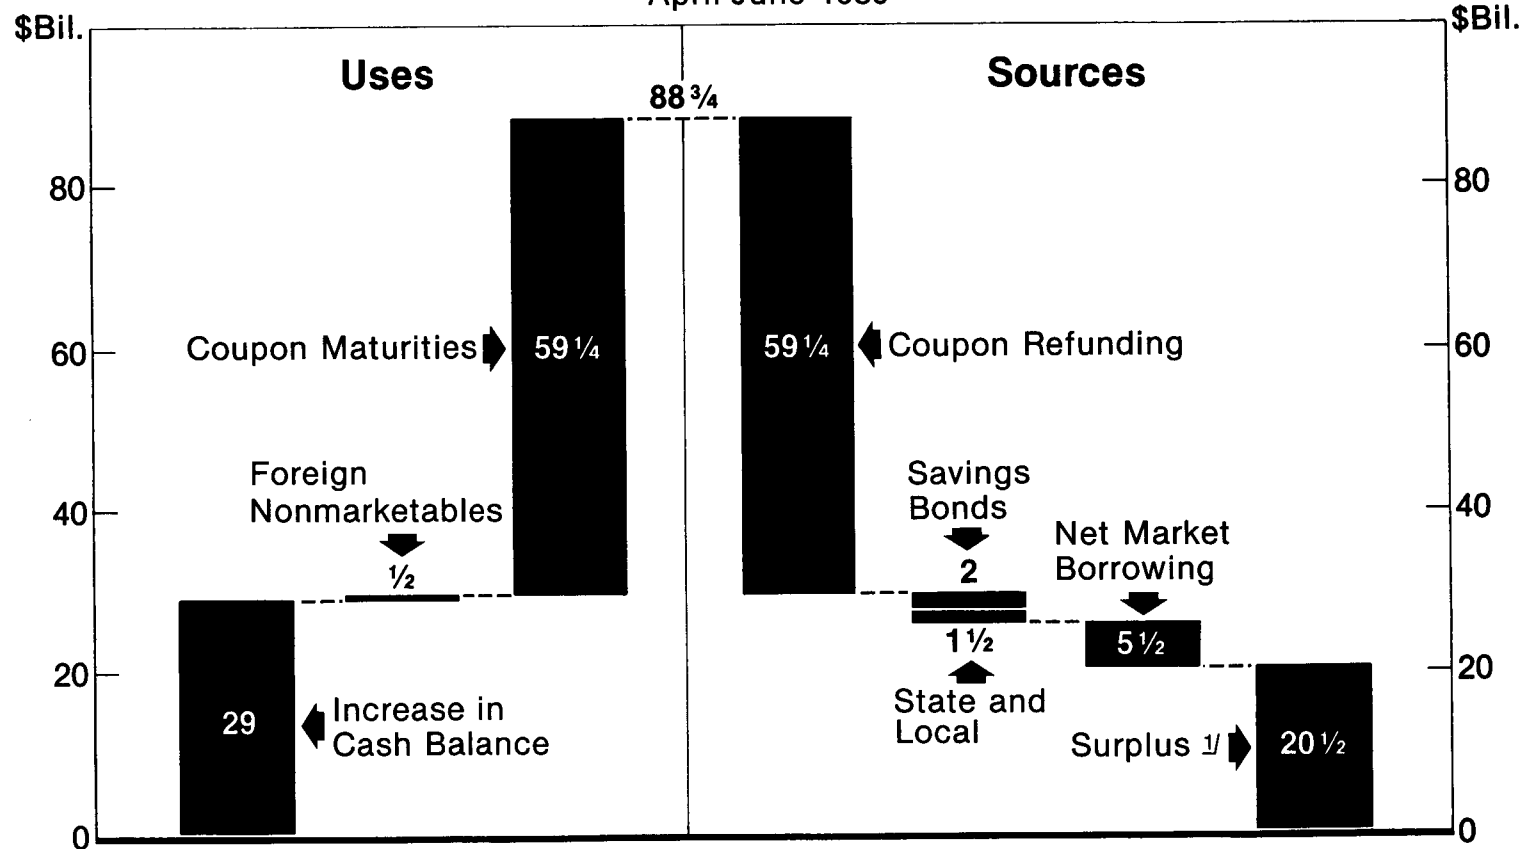 $Bil.
$Bil.
Uses
Sources
88 ¾
80
80
Coupon Maturities
59 ¼
59 ¼
Coupon Refunding
60
60
Foreign
Nonmarketables
½
Savings
Bonds
2
40
40
Net Market
Borrowing
5 ½
1 ½
State and
Local
20
20
29
Increase in
Cash Balance
Surplus 1/
20 ½
0
0